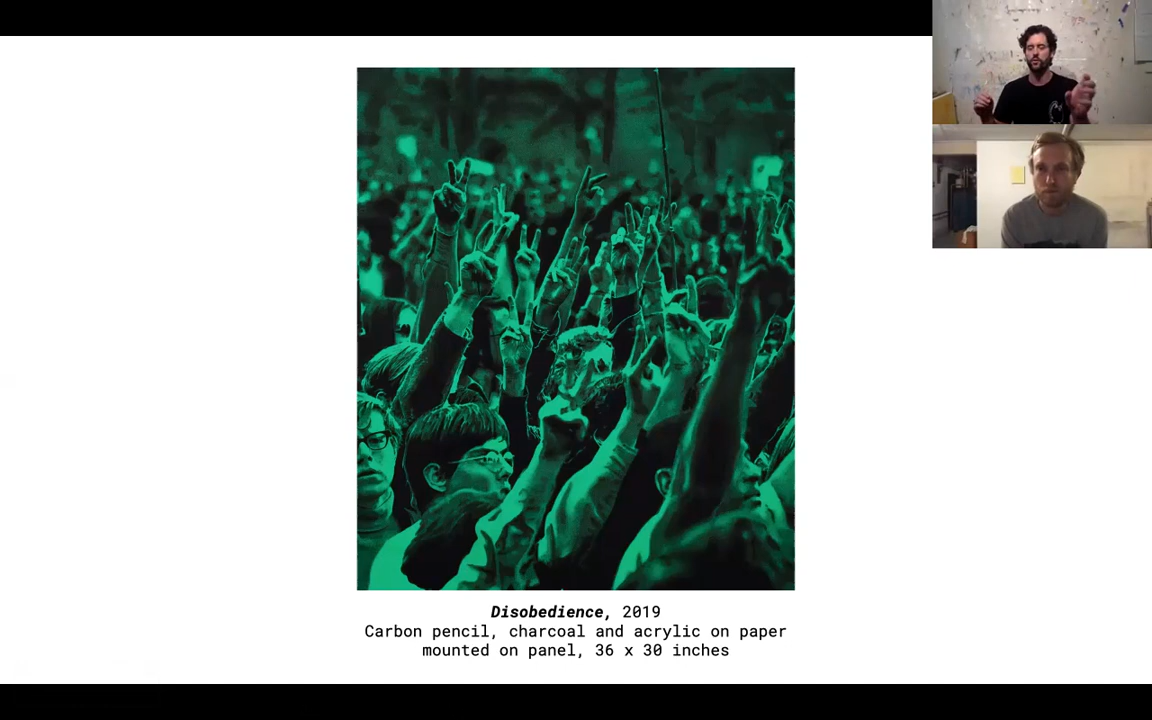 Disobedience, 2019
Carbon pencil, charcoal and acrylic on paper
mounted on panel, 36 x 30 inches